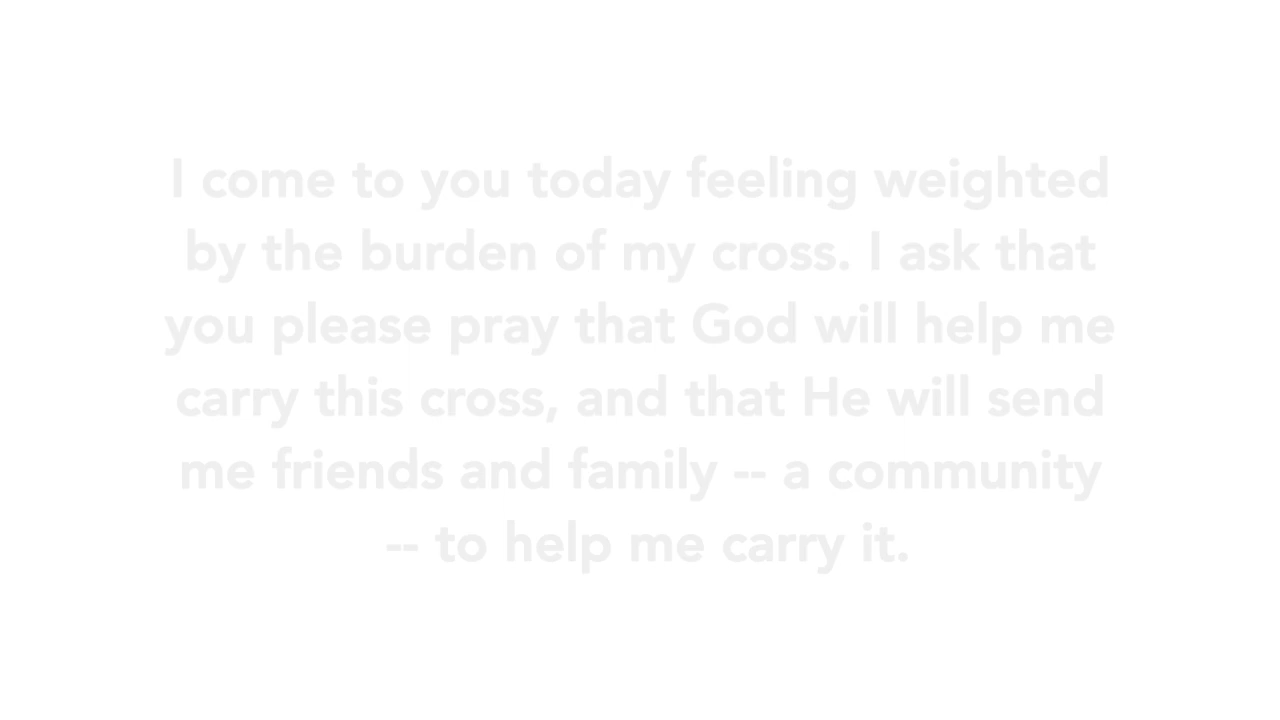 I come to you today feeling weighted
by the burden of my cross. I ask that
you please pray that God will help me
carry this cross, and that He will send
me friends and family -- a community
-- to help me carry it.